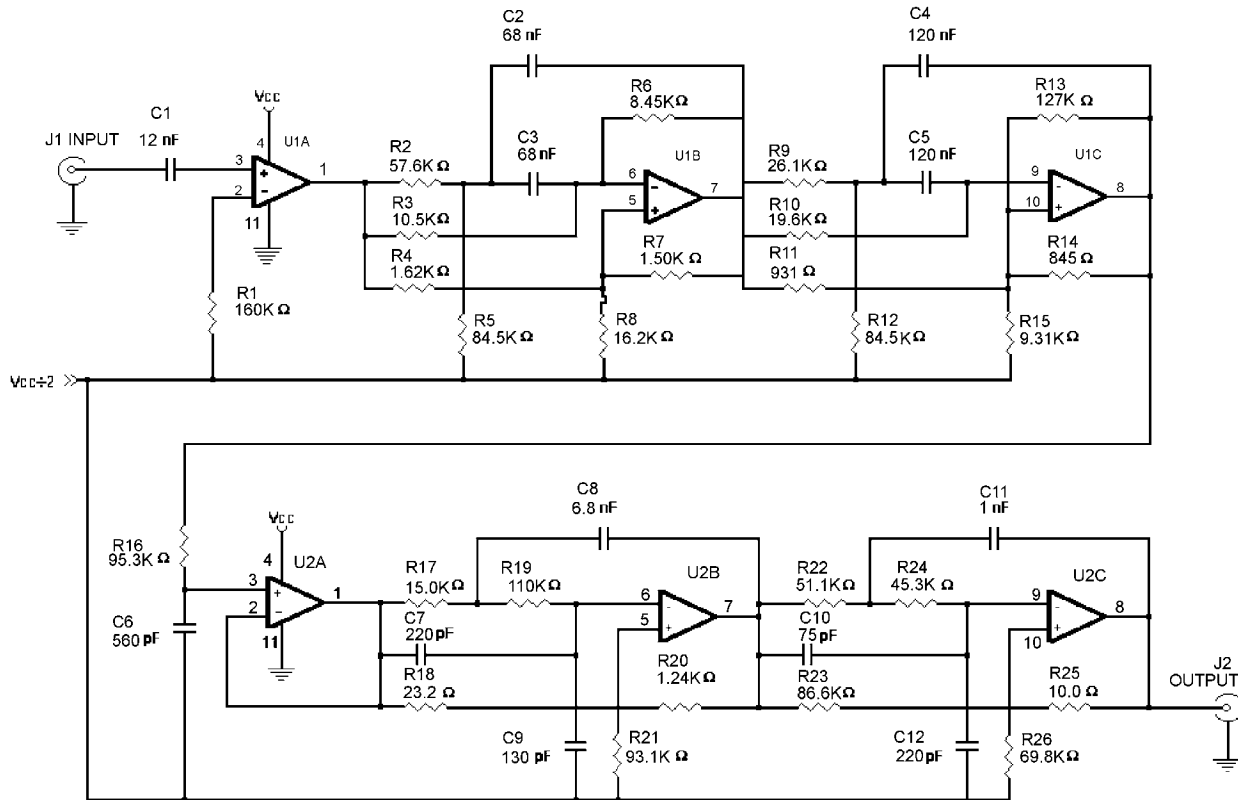 C2
68 nF
C4
120 nF
Vcc
R6
8.45K Ω
R13
127K Ω
C1
12 nF
J1 INPUT
4
U1A
3
+
2
−
1
11
R2
57.6K Ω
C3
68 nF
U1B
6
−
5
+
7
R9
26.1K Ω
C5
120 nF
U1C
9
-
10
+
8
R3
10.5K Ω
R10
19.6K Ω
R4
1.62K Ω
R7
1.50K Ω
R11
931 Ω
R14
845 Ω
R1
160K Ω
R5
84.5K Ω
R8
16.2K Ω
R12
84.5K Ω
R15
9.31K Ω
Vcc÷2
C8
6.8 nF
C11
1 nF
Vcc
R16
95.3K Ω
4
U2A
3
+
2
−
1
11
R17
15.0K Ω
R19
110K Ω
U2B
6
-
5
+
7
R22
51.1K Ω
R24
45.3K Ω
U2C
9
-
10
+
8
C6
560 pF
C7
220 pF
C10
75 pF
R18
23.2 Ω
R20
1.24K Ω
R23
86.6K Ω
R25
10.0 Ω
J2
OUTPUT
C9
130 pF
R21
93.1K Ω
C12
220 pF
R26
69.8K Ω